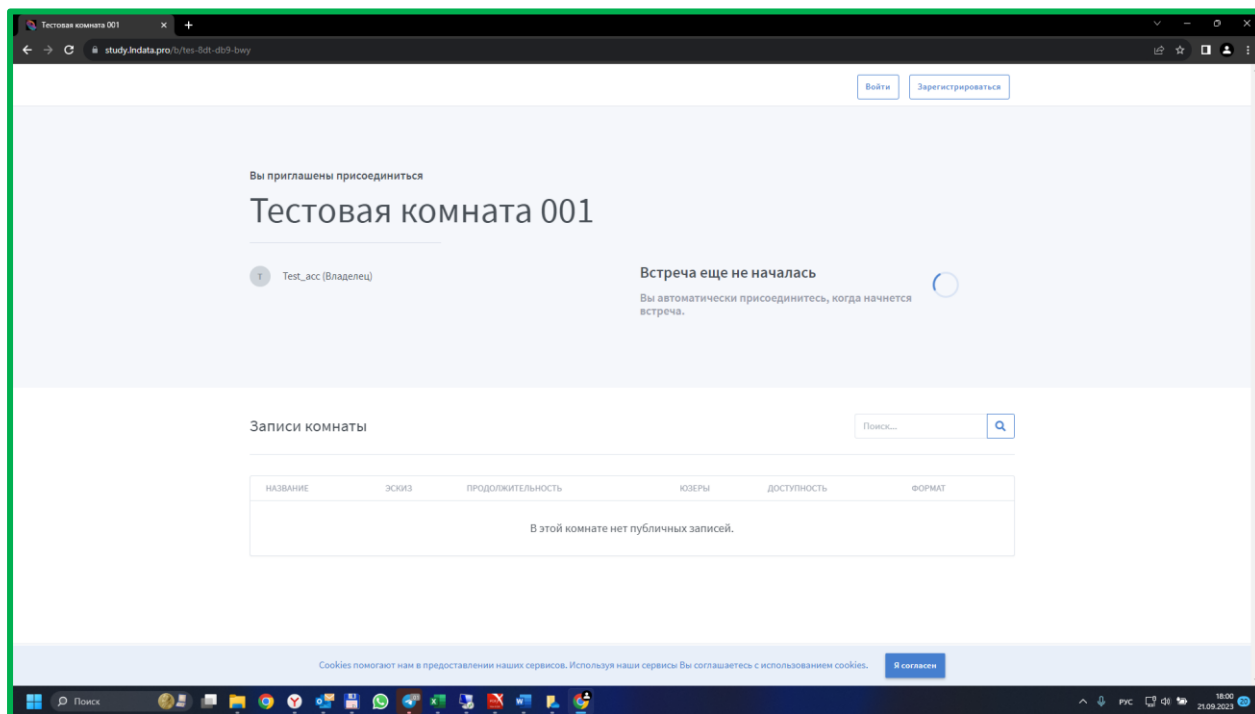 Тестовая комната 001
study.lndata.pro/b/tes-8dt-db9-bwy
Войти
Зарегистрироваться
Вы приглашены присоединиться
Тестовая комната 001
T
Test_acc (Владелец)
Встреча еще не началась
Вы автоматически присоединитесь, когда начнется
встреча.
Записи комнаты
Поиск...
НАЗВАНИЕ ЭСКИЗ ПРОДОЛЖИТЕЛЬНОСТЬ ЮЗЕРЫ ДОСТУПНОСТЬ ФОРМАТ
В этой комнате нет публичных записей.
Cookies помогают нам в предоставлении наших сервисов. Используя наши сервисы Вы соглашаетесь с использованием cookies.
Я согласен
Поиск
РУС
18:00
21.09.2023